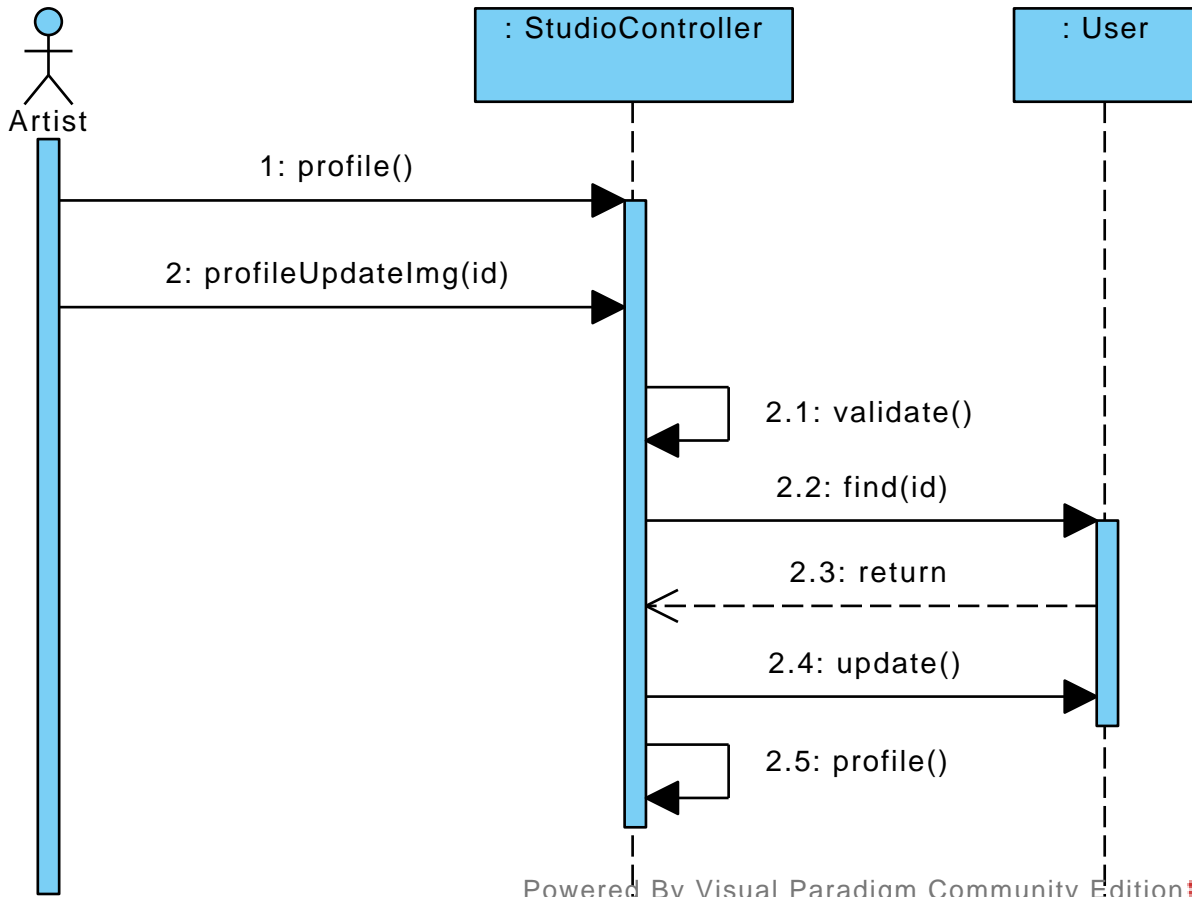 : StudioController
: User
Artist
1: profile()
2: profileUpdateImg(id)
2.1: validate()
2.2: find(id)
2.3: return
2.4: update()
2.5: profile()
Powered By Visual Paradigm Community Edition